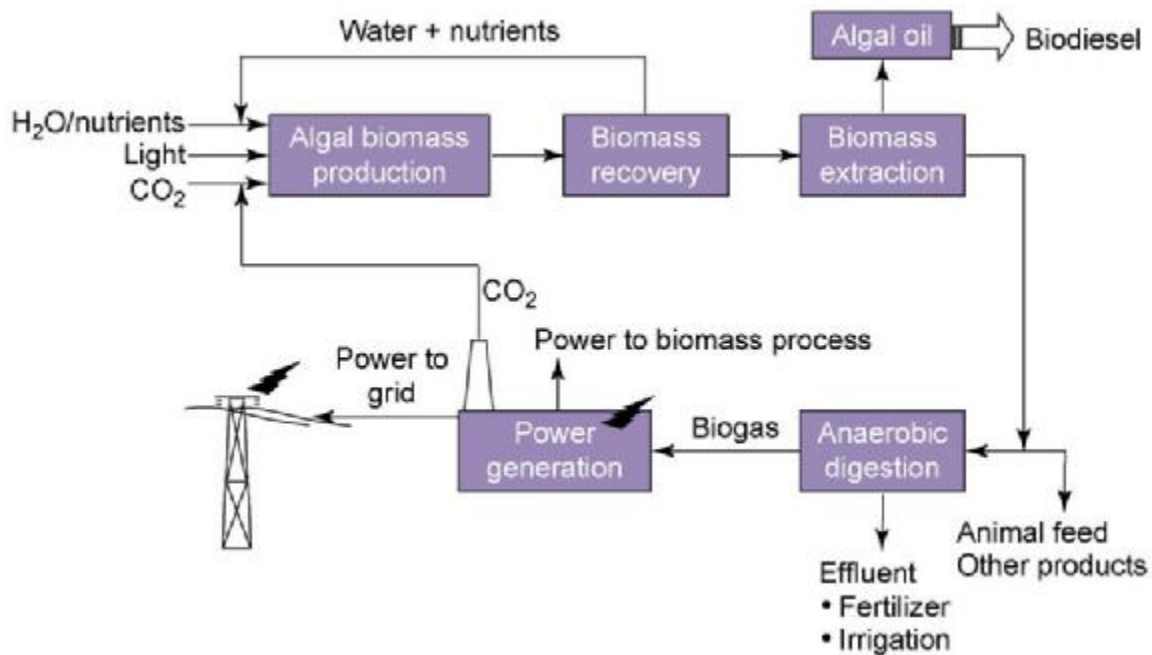 Water + nutrients
Algal oil
Biodiesel
H₂O/nutrients
Light
CO₂
Algal biomass
production
Biomass
recovery
Biomass
extraction
CO₂
Power to
grid
Power to biomass process
Power
generation
Biogas
Anaerobic
digestion
Animal feed
Other products
Effluent
• Fertilizer
• Irrigation